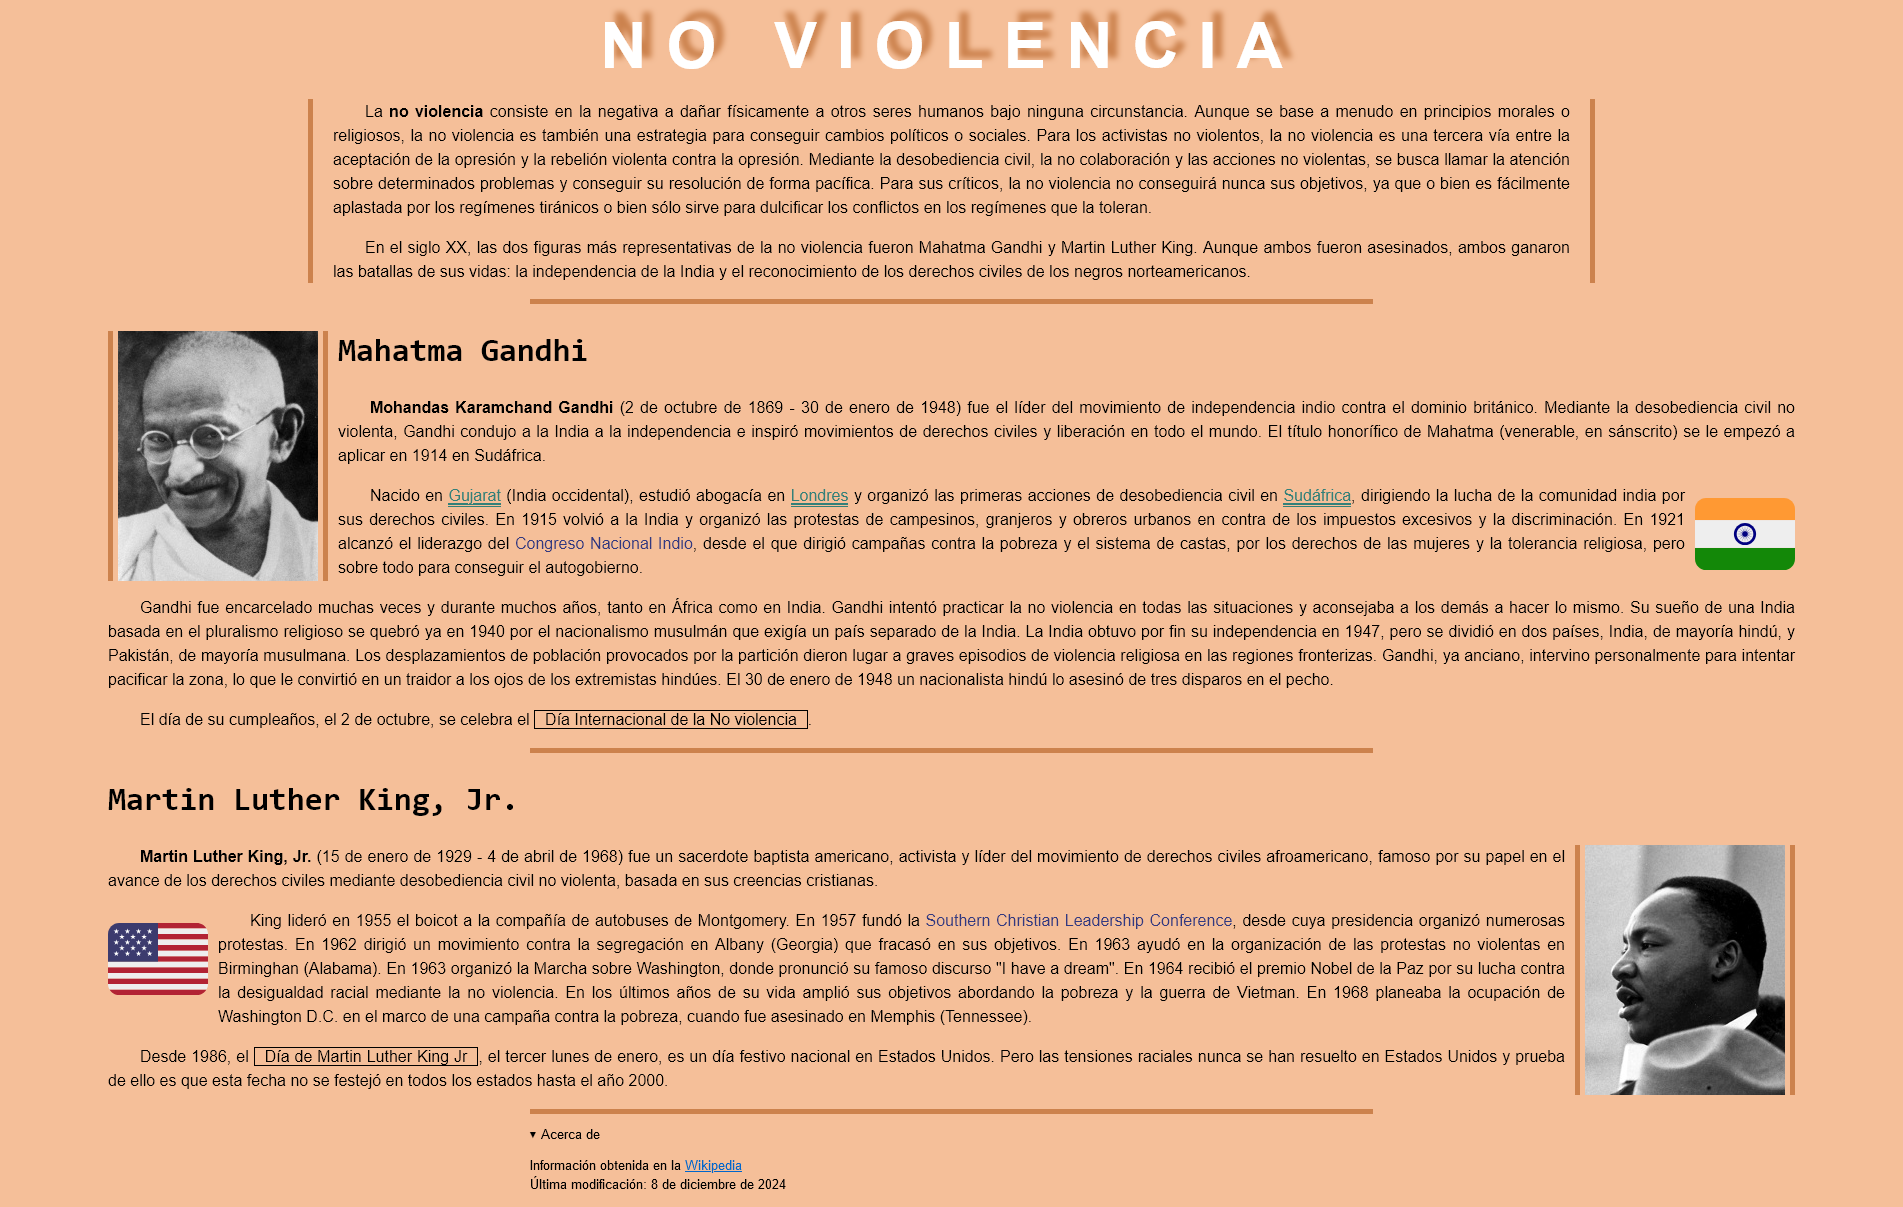 NO VIOLENCIA
La no violencia consiste en la negativa a dañar físicamente a otros seres humanos bajo ninguna circunstancia. Aunque se base a menudo en principios morales o
religiosos, la no violencia es también una estrategia para conseguir cambios políticos o sociales. Para los activistas no violentos, la no violencia es una tercera vía entre la
aceptación de la opresión y la rebelión violenta contra la opresión. Mediante la desobediencia civil, la no colaboración y las acciones no violentas, se busca llamar la atención
sobre determinados problemas y conseguir su resolución de forma pacífica. Para sus críticos, la no violencia no conseguirá nunca sus objetivos, ya que o bien es fácilmente
aplastada por los regímenes tiránicos o bien sólo sirve para dulcificar los conflictos en los regímenes que la toleran.
En el siglo XX, las dos figuras más representativas de la no violencia fueron Mahatma Gandhi y Martin Luther King. Aunque ambos fueron asesinados, ambos ganaron
las batallas de sus vidas: la independencia de la India y el reconocimiento de los derechos civiles de los negros norteamericanos.
Mahatma Gandhi
Mohandas Karamchand Gandhi (2 de octubre de 1869 - 30 de enero de 1948) fue el líder del movimiento de independencia indio contra el dominio británico. Mediante la desobediencia civil no
violenta, Gandhi condujo a la India a la independencia e inspiró movimientos de derechos civiles y liberación en todo el mundo. El título honorífico de Mahatma (venerable, en sánscrito) se le empezó a
aplicar en 1914 en Sudáfrica.
Nacido en Gujarat (India occidental), estudió abogacía en Londres y organizó las primeras acciones de desobediencia civil en Sudáfrica, dirigiendo la lucha de la comunidad india por
sus derechos civiles. En 1915 volvió a la India y organizó las protestas de campesinos, granjeros y obreros urbanos en contra de los impuestos excesivos y la discriminación. En 1921
alcanzó el liderazgo del Congreso Nacional Indio, desde el que dirigió campañas contra la pobreza y el sistema de castas, por los derechos de las mujeres y la tolerancia religiosa, pero
sobre todo para conseguir el autogobierno.
Gandhi fue encarcelado muchas veces y durante muchos años, tanto en África como en India. Gandhi intentó practicar la no violencia en todas las situaciones y aconsejaba a los demás a hacer lo mismo. Su sueño de una India
basada en el pluralismo religioso se quebró ya en 1940 por el nacionalismo musulmán que exigía un país separado de la India. La India obtuvo por fin su independencia en 1947, pero se dividió en dos países, India, de mayoría hindú, y
Pakistán, de mayoría musulmana. Los desplazamientos de población provocados por la partición dieron lugar a graves episodios de violencia religiosa en las regiones fronterizas. Gandhi, ya anciano, intervino personalmente para intentar
pacificar la zona, lo que le convirtió en un traidor a los ojos de los extremistas hindúes. El 30 de enero de 1948 un nacionalista hindú lo asesinó de tres disparos en el pecho.
El día de su cumpleaños, el 2 de octubre, se celebra el Día Internacional de la No violencia.
Martin Luther King, Jr.
Martin Luther King, Jr. (15 de enero de 1929 - 4 de abril de 1968) fue un sacerdote baptista americano, activista y líder del movimiento de derechos civiles afroamericano, famoso por su papel en el
avance de los derechos civiles mediante desobediencia civil no violenta, basada en sus creencias cristianas.
King lideró en 1955 el boicot a la compañía de autobuses de Montgomery. En 1957 fundó la Southern Christian Leadership Conference, desde cuya presidencia organizó numerosas
protestas. En 1962 dirigió un movimiento contra la segregación en Albany (Georgia) que fracasó en sus objetivos. En 1963 ayudó en la organización de las protestas no violentas en
Birminghan (Alabama). En 1963 organizó la Marcha sobre Washington, donde pronunció su famoso discurso "I have a dream". En 1964 recibió el premio Nobel de la Paz por su lucha contra
la desigualdad racial mediante la no violencia. En los últimos años de su vida amplió sus objetivos abordando la pobreza y la guerra de Vietman. En 1968 planeaba la ocupación de
Washington D.C. en el marco de una campaña contra la pobreza, cuando fue asesinado en Memphis (Tennessee).
Desde 1986, el Día de Martin Luther King Jr, el tercer lunes de enero, es un día festivo nacional en Estados Unidos. Pero las tensiones raciales nunca se han resuelto en Estados Unidos y prueba
de ello es que esta fecha no se festejó en todos los estados hasta el año 2000.
▾ Acerca de
Información obtenida en la Wikipedia
Última modificación: 8 de diciembre de 2024